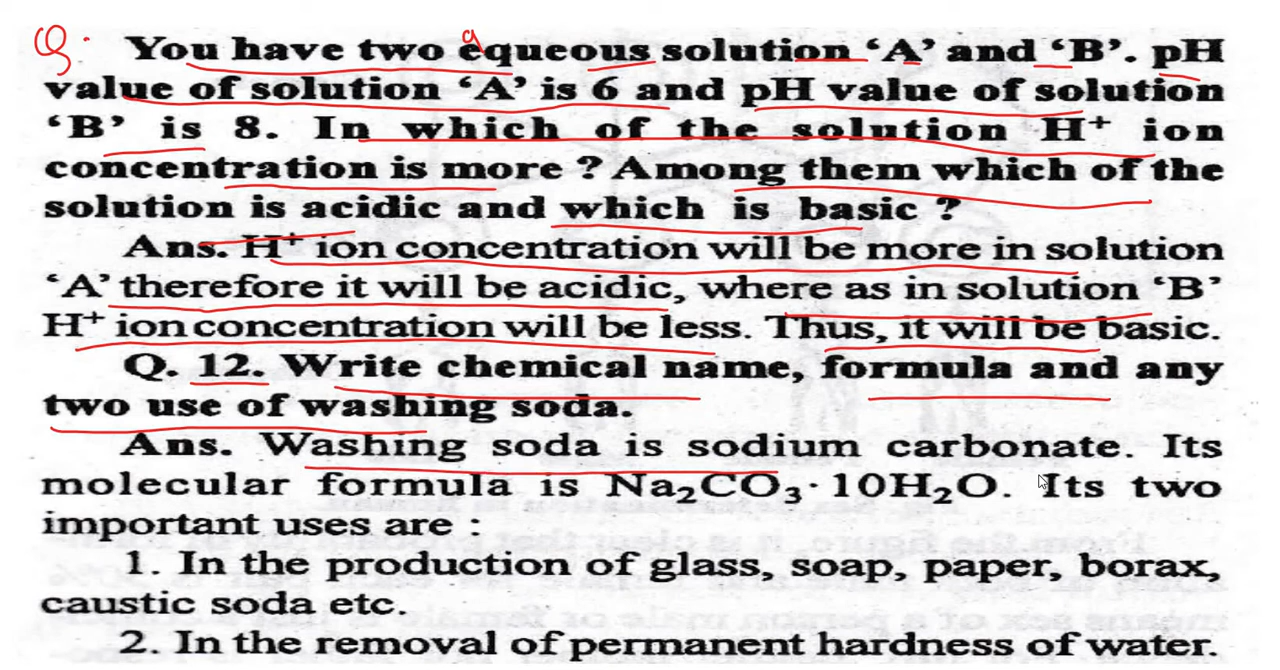 Q.
You have two equeous solution ‘A’ and ‘B’. pH
a
value of solution ‘A’ is 6 and pH value of solution
‘B’ is 8. In which of the solution H⁺ ion
concentration is more ? Among them which of the
solution is acidic and which is basic ?
Ans. H⁺ ion concentration will be more in solution
‘A’ therefore it will be acidic, where as in solution ‘B’
H⁺ ion concentration will be less. Thus, it will be basic.
Q. 12. Write chemical name, formula and any
two use of washing soda.
Ans. Washing soda is sodium carbonate. Its
molecular formula is Na₂CO₃·10H₂O. Its two
important uses are :
1. In the production of glass, soap, paper, borax,
caustic soda etc.
2. In the removal of permanent hardness of water.